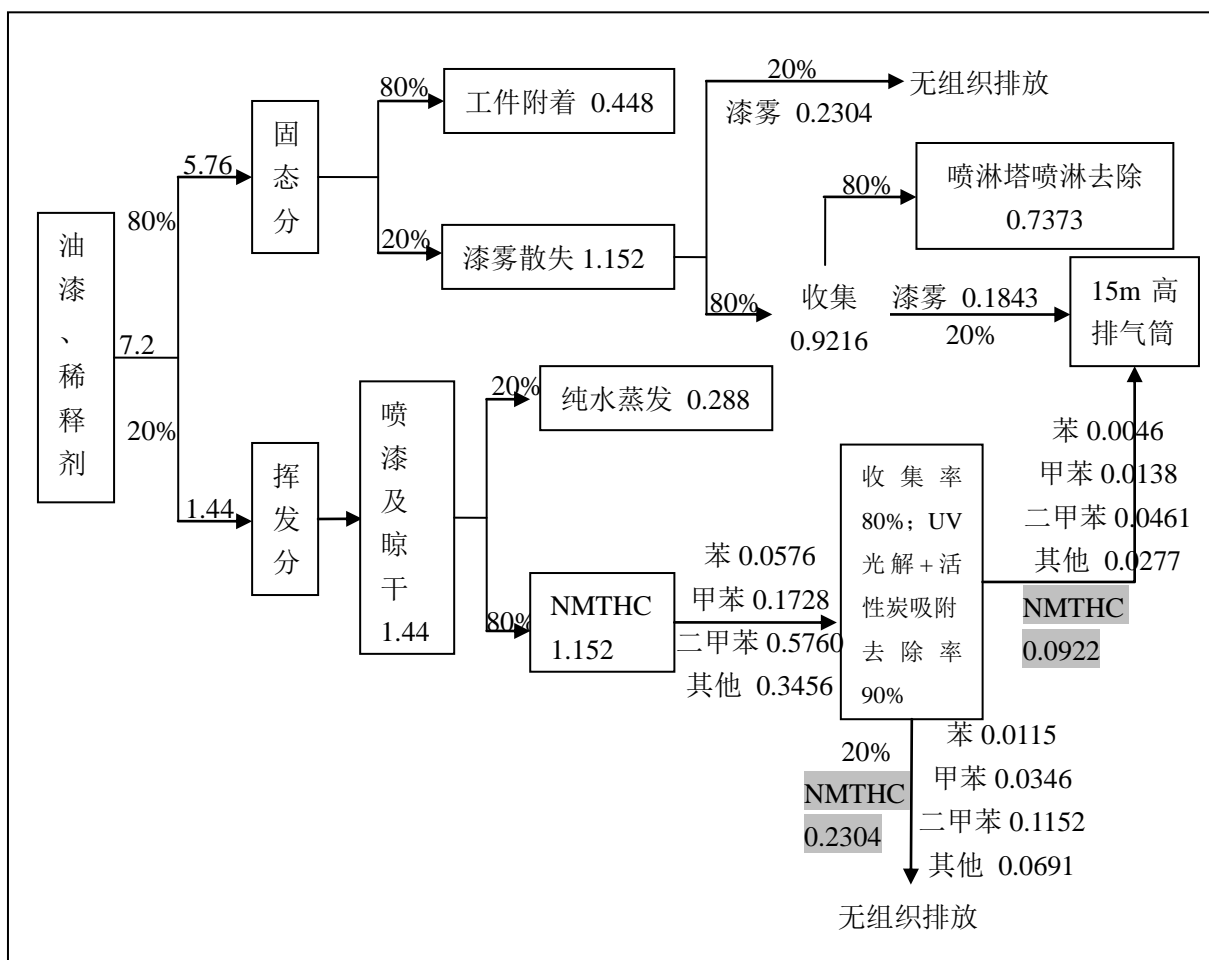 油漆、稀释剂
7.2
80%
5.76
固态分
80%
工件附着 0.448
20%
漆雾散失 1.152
20%
漆雾 0.2304
无组织排放
80%
收集
0.9216
80%
喷淋塔喷淋去除
0.7373
漆雾 0.1843
20%
15m 高
排气筒
20%
1.44
挥发分
喷漆及晾干
1.44
20%
纯水蒸发 0.288
80%
NMTHC
1.152
苯 0.0576
甲苯 0.1728
二甲苯 0.5760
其他 0.3456
收集率
80%；UV
光解+活
性炭吸附
去除率
90%
苯 0.0046
甲苯 0.0138
二甲苯 0.0461
其他 0.0277
NMTHC
0.0922
20%
NMTHC
0.2304
苯 0.0115
甲苯 0.0346
二甲苯 0.1152
其他 0.0691
无组织排放